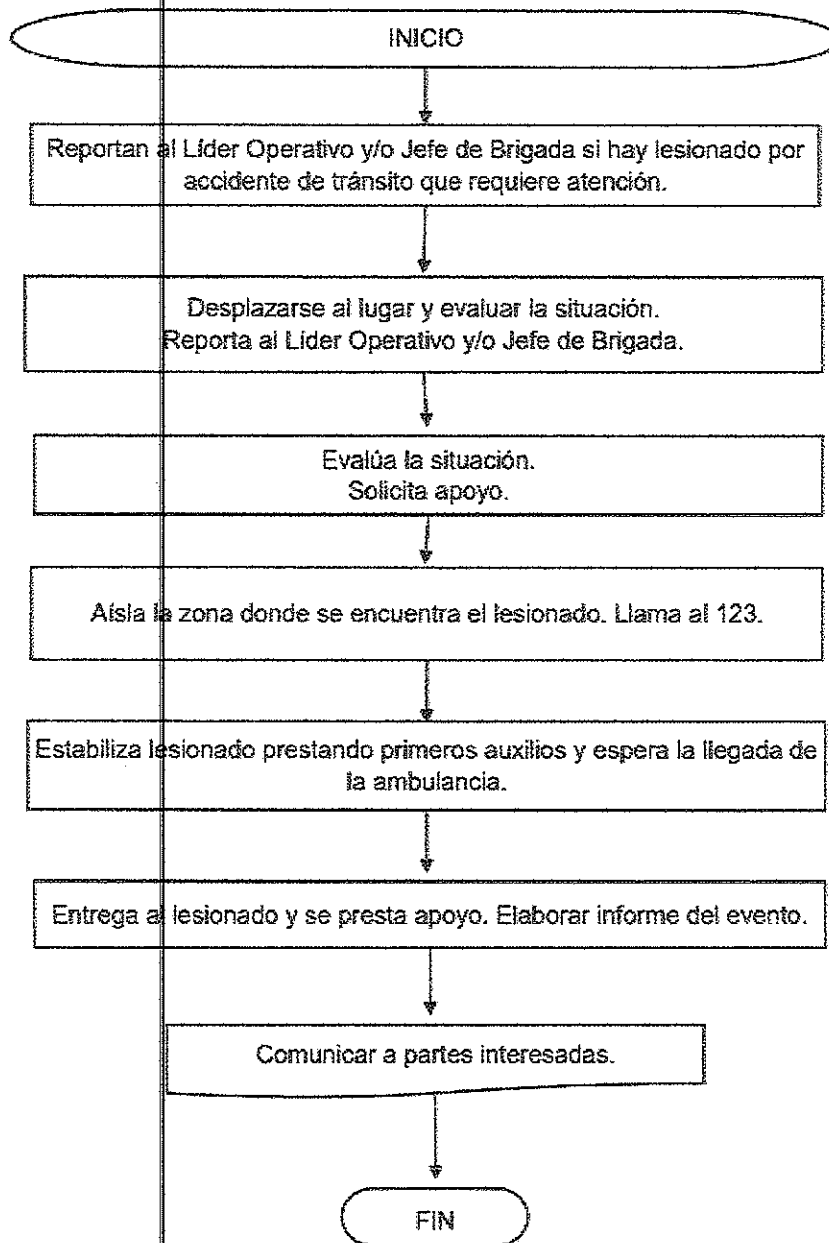 INICIO
Reportan al Líder Operativo y/o Jefe de Brigada si hay lesionado por
accidente de tránsito que requiere atención.
Desplazarse al lugar y evaluar la situación.
Reporta al Líder Operativo y/o Jefe de Brigada.
Evalúa la situación.
Solicita apoyo.
Aísla la zona donde se encuentra el lesionado. Llama al 123.
Estabiliza lesionado prestando primeros auxilios y espera la llegada de
la ambulancia.
Entrega al lesionado y se presta apoyo. Elaborar informe del evento.
Comunicar a partes interesadas.
FIN